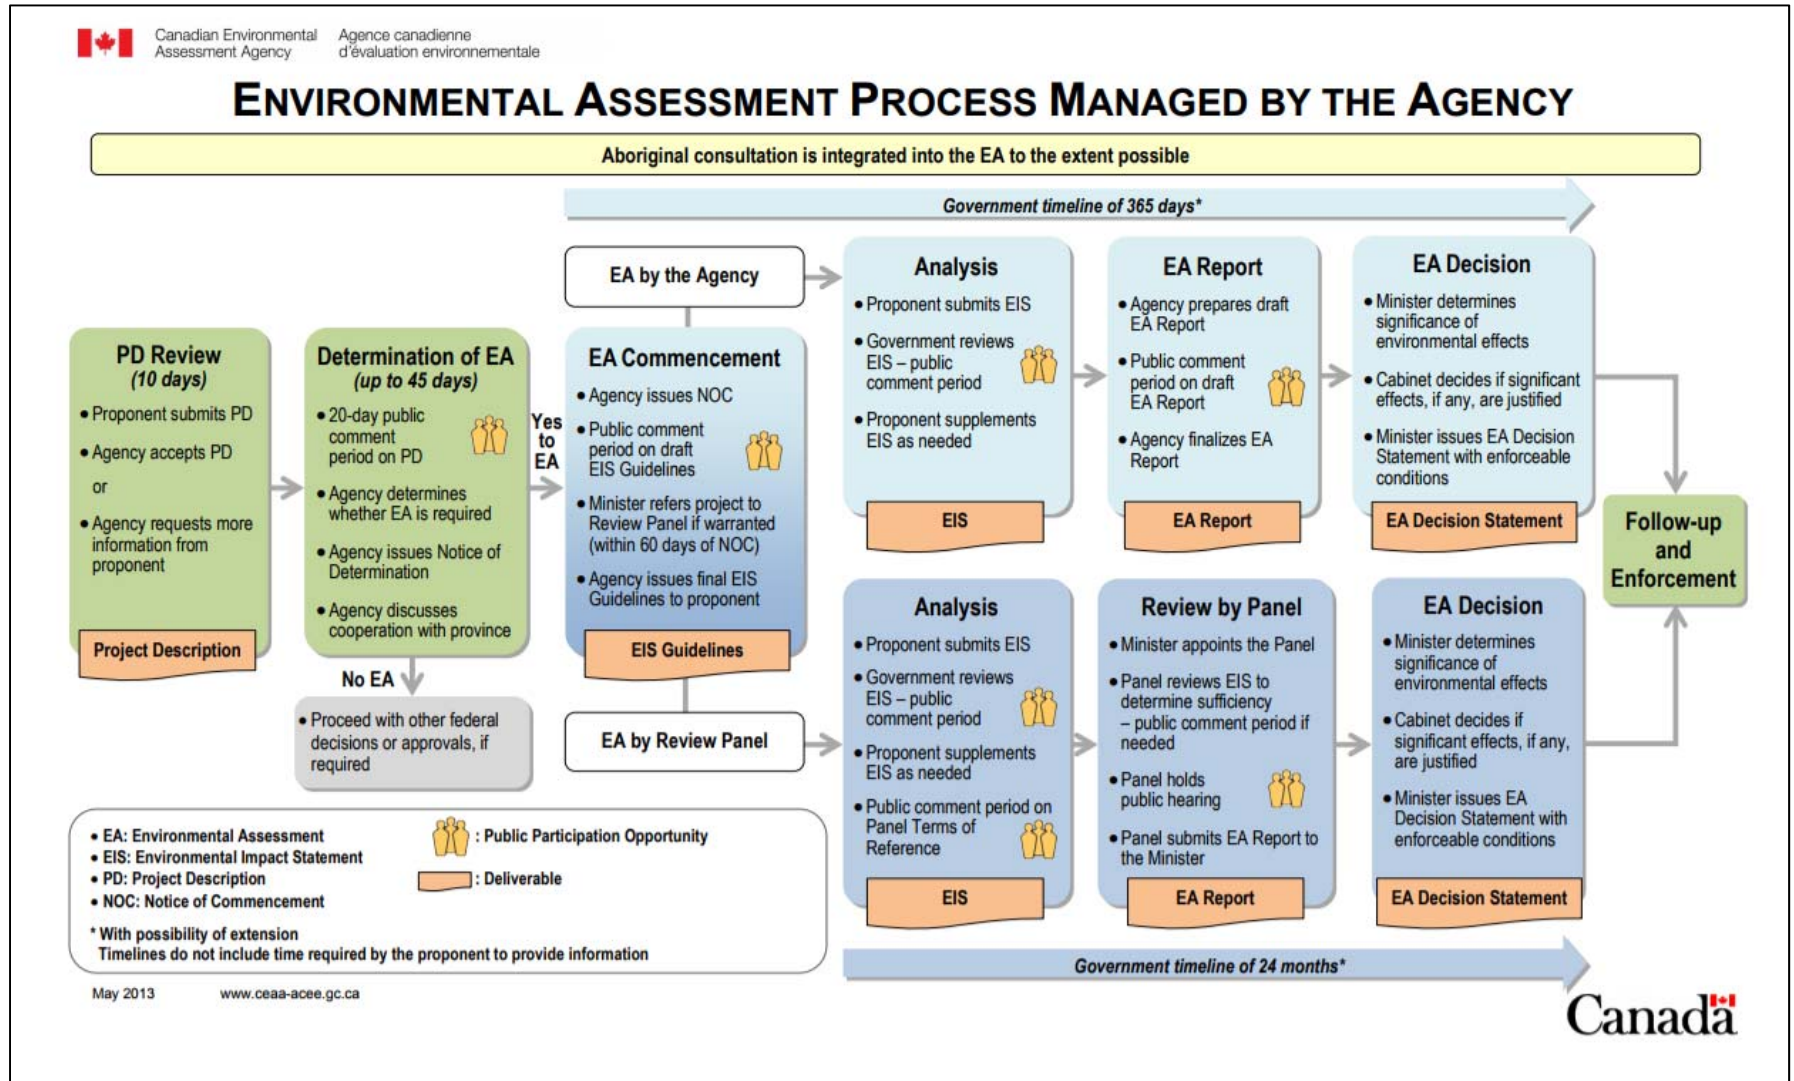 Canadian Environmental
Assessment Agency
Agence canadienne
d'évaluation environnementale
ENVIRONMENTAL ASSESSMENT PROCESS MANAGED BY THE AGENCY
Aboriginal consultation is integrated into the EA to the extent possible
Government timeline of 365 days*
PD Review
(10 days)
• Proponent submits PD
• Agency accepts PD
or
• Agency requests more
information from
proponent
Project Description
Determination of EA
(up to 45 days)
• 20-day public
comment
period on PD
• Agency determines
whether EA is required
• Agency issues Notice of
Determination
• Agency discusses
cooperation with province
No EA
• Proceed with other federal
decisions or approvals, if
required
Yes
to
EA
EA by the Agency
EA Commencement
• Agency issues NOC
• Public comment
period on draft
EIS Guidelines
• Minister refers project to
Review Panel if warranted
(within 60 days of NOC)
• Agency issues final EIS
Guidelines to proponent
EIS Guidelines
EA by Review Panel
Analysis
• Proponent submits EIS
• Government reviews
EIS – public
comment period
• Proponent supplements
EIS as needed
EIS
EA Report
• Agency prepares draft
EA Report
• Public comment
period on draft
EA Report
• Agency finalizes EA
Report
EA Report
EA Decision
• Minister determines
significance of
environmental effects
• Cabinet decides if significant
effects, if any, are justified
• Minister issues EA Decision
Statement with enforceable
conditions
EA Decision Statement
Analysis
• Proponent submits EIS
• Government reviews
EIS – public
comment period
• Proponent supplements
EIS as needed
• Public comment period on
Panel Terms of
Reference
EIS
Review by Panel
• Minister appoints the Panel
• Panel reviews EIS to
determine sufficiency
– public comment period if
needed
• Panel holds
public hearing
• Panel submits EA Report to
the Minister
EA Report
EA Decision
• Minister determines
significance of
environmental effects
• Cabinet decides if
significant effects, if any,
are justified
• Minister issues EA
Decision Statement with
enforceable conditions
EA Decision Statement
Follow-up
and
Enforcement
Government timeline of 24 months*
• EA: Environmental Assessment
• EIS: Environmental Impact Statement
• PD: Project Description
• NOC: Notice of Commencement
: Public Participation Opportunity
: Deliverable
* With possibility of extension
Timelines do not include time required by the proponent to provide information
May 2013
www.ceaa-acee.gc.ca
Canada